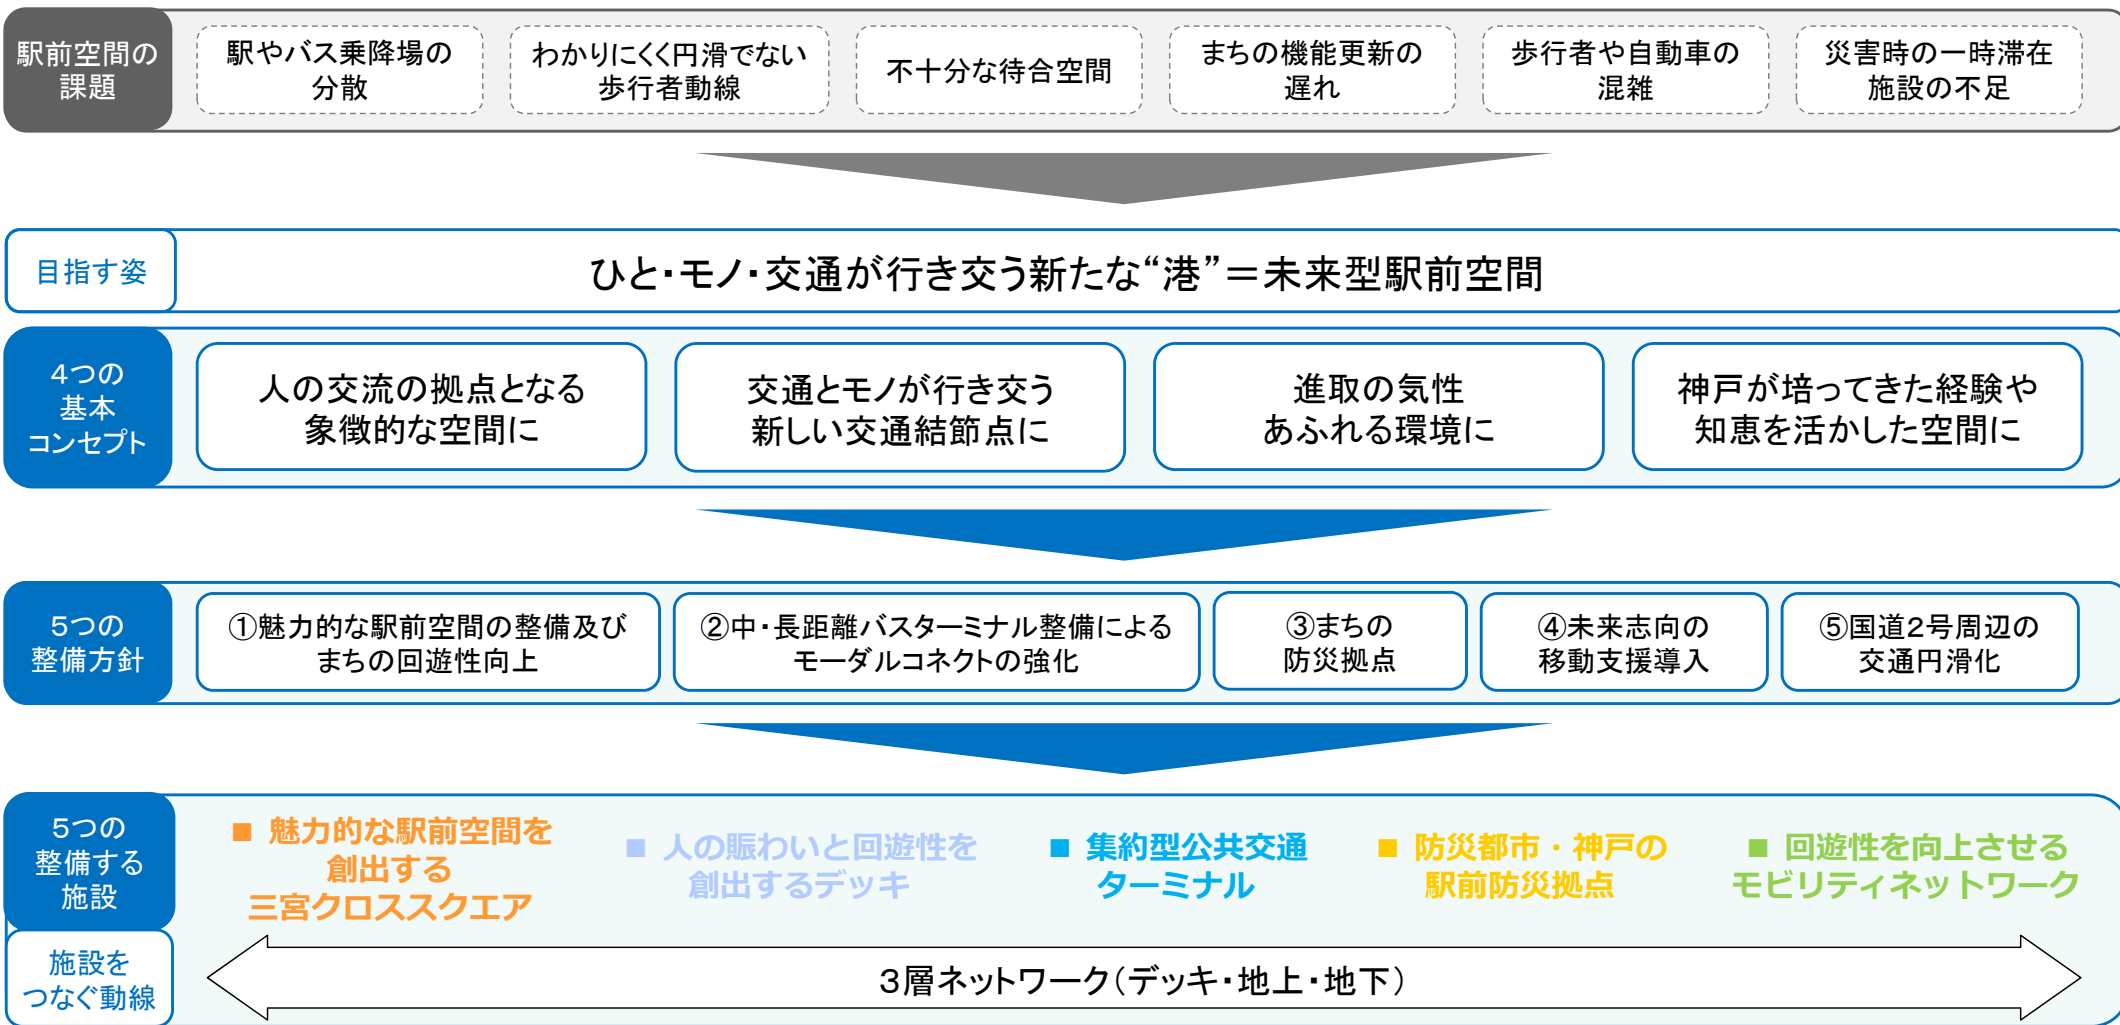 駅前空間の
課題
駅やバス乗降場の
分散
わかりにくく円滑でない
歩行者動線
不十分な待合空間
まちの機能更新の
遅れ
歩行者や自動車の
混雑
災害時の一時滞在
施設の不足
目指す姿
ひと・モノ・交通が行き交う新たな“港”＝未来型駅前空間
4つの
基本
コンセプト
人の交流の拠点となる
象徴的な空間に
交通とモノが行き交う
新しい交通結節点に
進取の気性
あふれる環境に
神戸が培ってきた経験や
知恵を活かした空間に
5つの
整備方針
①魅力的な駅前空間の整備及び
まちの回遊性向上
②中・長距離バスターミナル整備による
モーダルコネクトの強化
③まちの
防災拠点
④未来志向の
移動支援導入
⑤国道2号周辺の
交通円滑化
5つの
整備する
施設
■ 魅力的な駅前空間を
創出する
三宮クロススクエア
■ 人の賑わいと回遊性を
創出するデッキ
■ 集約型公共交通
ターミナル
■ 防災都市・神戸の
駅前防災拠点
■ 回遊性を向上させる
モビリティネットワーク
施設を
つなぐ動線
3層ネットワーク（デッキ・地上・地下）